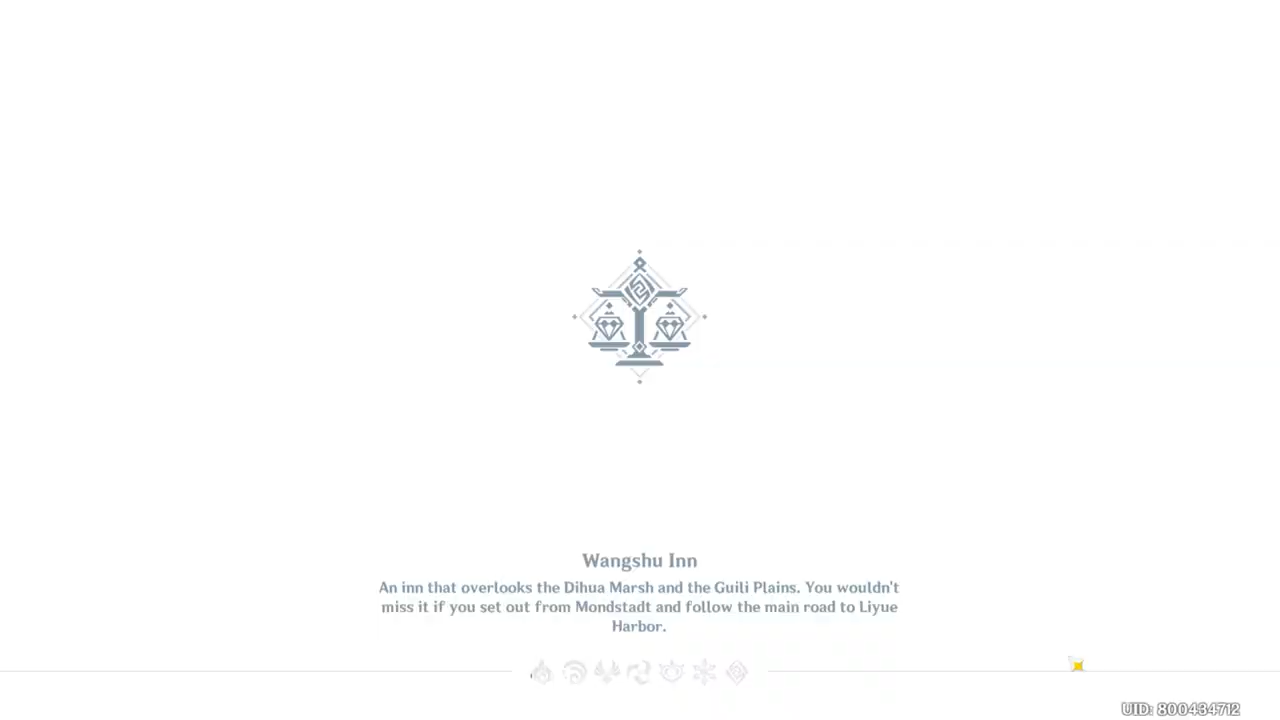 Wangshu Inn
An inn that overlooks the Dihua Marsh and the Guili Plains. You wouldn't
miss it if you set out from Mondstadt and follow the main road to Liyue
Harbor.
UID: 800434712